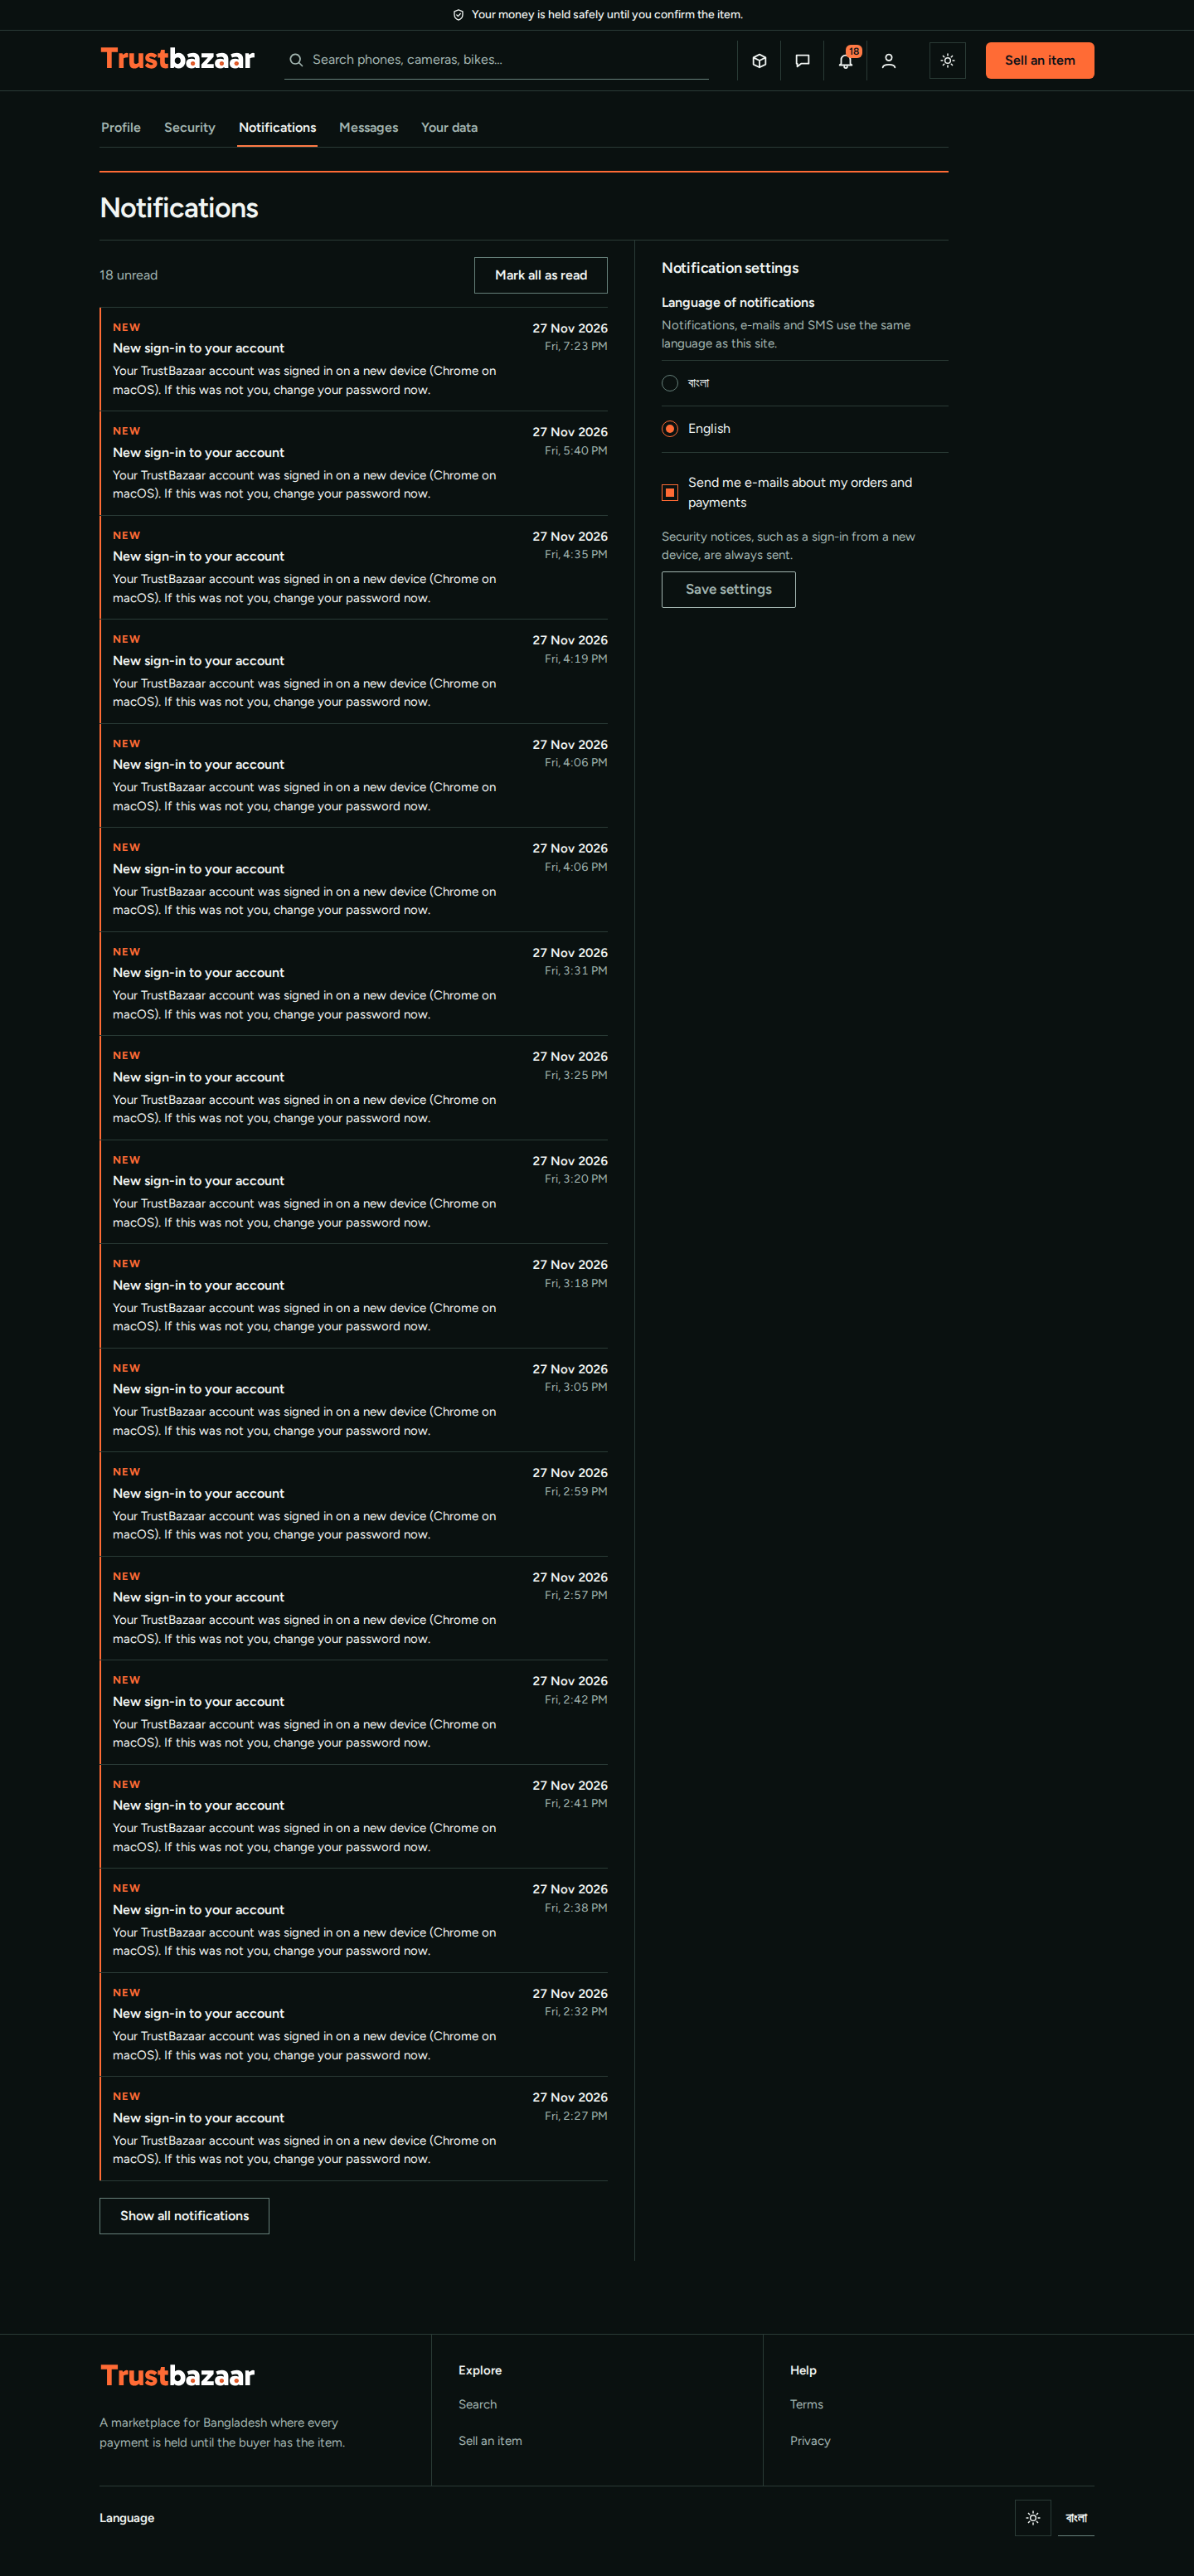 Your money is held safely until you confirm the item.
Trustbazaar
Search phones, cameras, bikes...
18
Sell an item
Profile
Security
Notifications
Messages
Your data
Notifications
18 unread
Mark all as read
NEW
27 Nov 2026
New sign-in to your account
Fri, 7:23 PM
Your TrustBazaar account was signed in on a new device (Chrome on
macOS). If this was not you, change your password now.
NEW
27 Nov 2026
New sign-in to your account
Fri, 5:40 PM
Your TrustBazaar account was signed in on a new device (Chrome on
macOS). If this was not you, change your password now.
NEW
27 Nov 2026
New sign-in to your account
Fri, 4:35 PM
Your TrustBazaar account was signed in on a new device (Chrome on
macOS). If this was not you, change your password now.
NEW
27 Nov 2026
New sign-in to your account
Fri, 4:19 PM
Your TrustBazaar account was signed in on a new device (Chrome on
macOS). If this was not you, change your password now.
NEW
27 Nov 2026
New sign-in to your account
Fri, 4:06 PM
Your TrustBazaar account was signed in on a new device (Chrome on
macOS). If this was not you, change your password now.
NEW
27 Nov 2026
New sign-in to your account
Fri, 4:06 PM
Your TrustBazaar account was signed in on a new device (Chrome on
macOS). If this was not you, change your password now.
NEW
27 Nov 2026
New sign-in to your account
Fri, 3:31 PM
Your TrustBazaar account was signed in on a new device (Chrome on
macOS). If this was not you, change your password now.
NEW
27 Nov 2026
New sign-in to your account
Fri, 3:25 PM
Your TrustBazaar account was signed in on a new device (Chrome on
macOS). If this was not you, change your password now.
NEW
27 Nov 2026
New sign-in to your account
Fri, 3:20 PM
Your TrustBazaar account was signed in on a new device (Chrome on
macOS). If this was not you, change your password now.
NEW
27 Nov 2026
New sign-in to your account
Fri, 3:18 PM
Your TrustBazaar account was signed in on a new device (Chrome on
macOS). If this was not you, change your password now.
NEW
27 Nov 2026
New sign-in to your account
Fri, 3:05 PM
Your TrustBazaar account was signed in on a new device (Chrome on
macOS). If this was not you, change your password now.
NEW
27 Nov 2026
New sign-in to your account
Fri, 2:59 PM
Your TrustBazaar account was signed in on a new device (Chrome on
macOS). If this was not you, change your password now.
NEW
27 Nov 2026
New sign-in to your account
Fri, 2:57 PM
Your TrustBazaar account was signed in on a new device (Chrome on
macOS). If this was not you, change your password now.
NEW
27 Nov 2026
New sign-in to your account
Fri, 2:42 PM
Your TrustBazaar account was signed in on a new device (Chrome on
macOS). If this was not you, change your password now.
NEW
27 Nov 2026
New sign-in to your account
Fri, 2:41 PM
Your TrustBazaar account was signed in on a new device (Chrome on
macOS). If this was not you, change your password now.
NEW
27 Nov 2026
New sign-in to your account
Fri, 2:38 PM
Your TrustBazaar account was signed in on a new device (Chrome on
macOS). If this was not you, change your password now.
NEW
27 Nov 2026
New sign-in to your account
Fri, 2:32 PM
Your TrustBazaar account was signed in on a new device (Chrome on
macOS). If this was not you, change your password now.
NEW
27 Nov 2026
New sign-in to your account
Fri, 2:27 PM
Your TrustBazaar account was signed in on a new device (Chrome on
macOS). If this was not you, change your password now.
Show all notifications
Notification settings
Language of notifications
Notifications, e-mails and SMS use the same
language as this site.
বাংলা
English
Send me e-mails about my orders and
payments
Security notices, such as a sign-in from a new
device, are always sent.
Save settings
Trustbazaar
A marketplace for Bangladesh where every
payment is held until the buyer has the item.
Explore
Search
Sell an item
Help
Terms
Privacy
Language
বাংলা